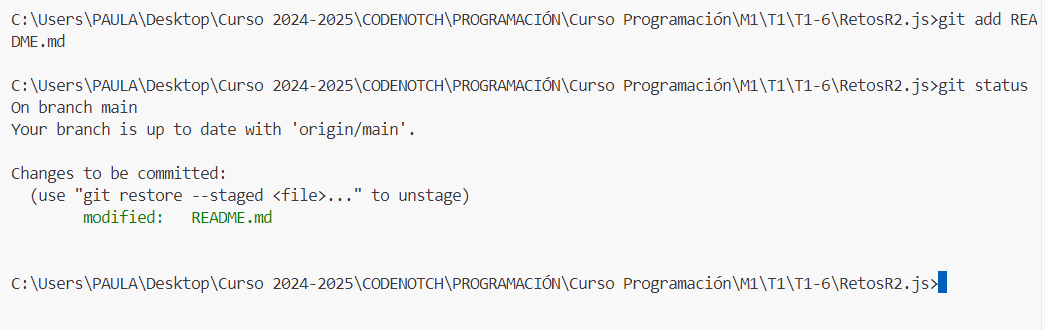 C:\Users\PAULA\Desktop\Curso 2024-2025\CODENOTCH\PROGRAMACIÓN\Curso Programación\M1\T1\T1-6\RetosR2.js>git add REA
DME.md
C:\Users\PAULA\Desktop\Curso 2024-2025\CODENOTCH\PROGRAMACIÓN\Curso Programación\M1\T1\T1-6\RetosR2.js>git status
On branch main
Your branch is up to date with 'origin/main'.
Changes to be committed:
  (use "git restore --staged <file>..." to unstage)
        modified:   README.md
C:\Users\PAULA\Desktop\Curso 2024-2025\CODENOTCH\PROGRAMACIÓN\Curso Programación\M1\T1\T1-6\RetosR2.js>